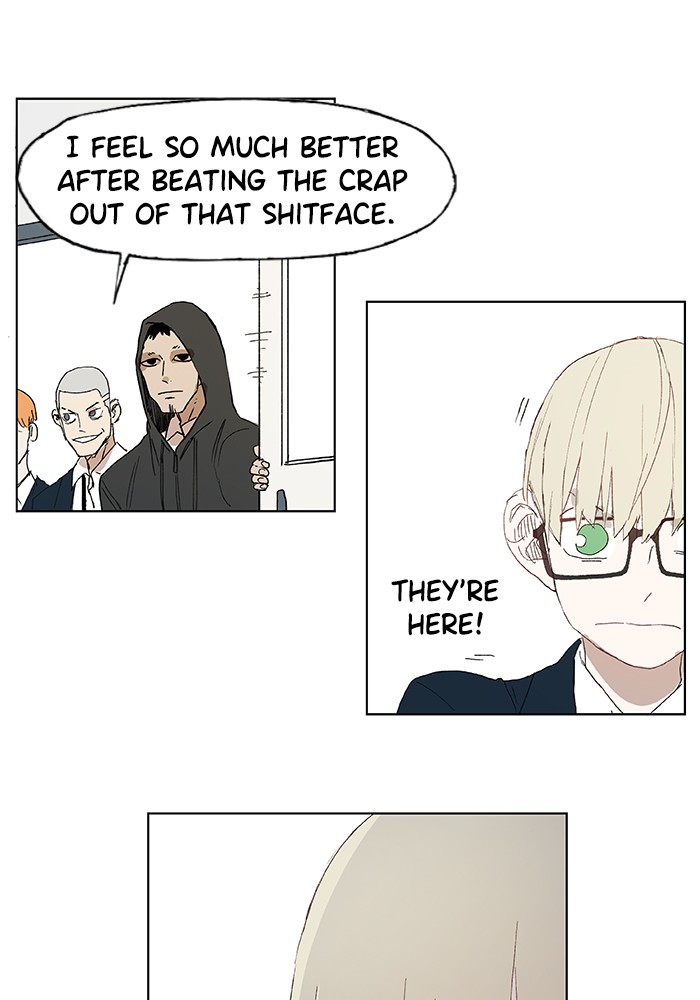 I FEEL SO MUCH BETTER
AFTER BEATING THE CRAP
OUT OF THAT SHITFACE.
THEY'RE
HERE!